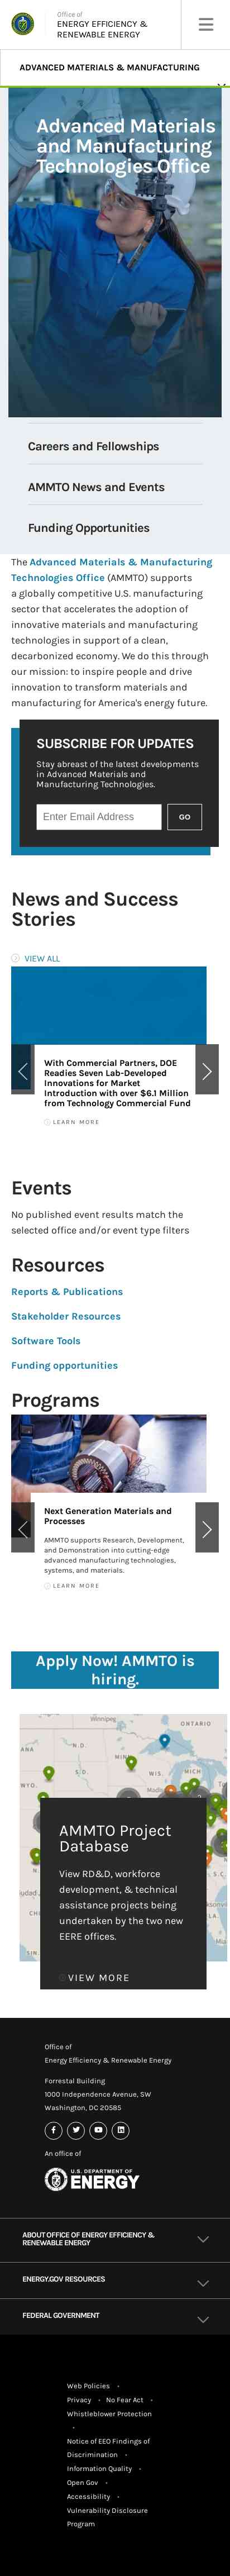 Office of
ENERGY EFFICIENCY &
RENEWABLE ENERGY
ADVANCED MATERIALS & MANUFACTURING
Advanced Materials
and Manufacturing
Technologies Office
Careers and Fellowships
AMMTO News and Events
Funding Opportunities
The Advanced Materials & Manufacturing
Technologies Office (AMMTO) supports
a globally competitive U.S. manufacturing
sector that accelerates the adoption of
innovative materials and manufacturing
technologies in support of a clean,
decarbonized economy. We do this through
our mission: to inspire people and drive
innovation to transform materials and
manufacturing for America's energy future.
SUBSCRIBE FOR UPDATES
Stay abreast of the latest developments
in Advanced Materials and
Manufacturing Technologies.
Enter Email Address
GO
News and Success
Stories
VIEW ALL
With Commercial Partners, DOE
Readies Seven Lab-Developed
Innovations for Market
Introduction with over $6.1 Million
from Technology Commercial Fund
LEARN MORE
Events
No published event results match the
selected office and/or event type filters
Resources
Reports & Publications
Stakeholder Resources
Software Tools
Funding opportunities
Programs
Next Generation Materials and
Processes
AMMTO supports Research, Development,
and Demonstration into cutting-edge
advanced manufacturing technologies,
systems, and materials.
LEARN MORE
Apply Now! AMMTO is
hiring.
Winnipeg
ONTARIO
N.D.
MINN.
S.D.
AMMTO Project
Database
View RD&D, workforce
development, & technical
assistance projects being
undertaken by the two new
EERE offices.
VIEW MORE
Office of
Energy Efficiency & Renewable Energy
Forrestal Building
1000 Independence Avenue, SW
Washington, DC 20585
An office of
U.S. DEPARTMENT OF
ENERGY
ABOUT OFFICE OF ENERGY EFFICIENCY &
RENEWABLE ENERGY
ENERGY.GOV RESOURCES
FEDERAL GOVERNMENT
Web Policies •
Privacy • No Fear Act •
Whistleblower Protection
•
Notice of EEO Findings of
Discrimination •
Information Quality •
Open Gov •
Accessibility •
Vulnerability Disclosure
Program